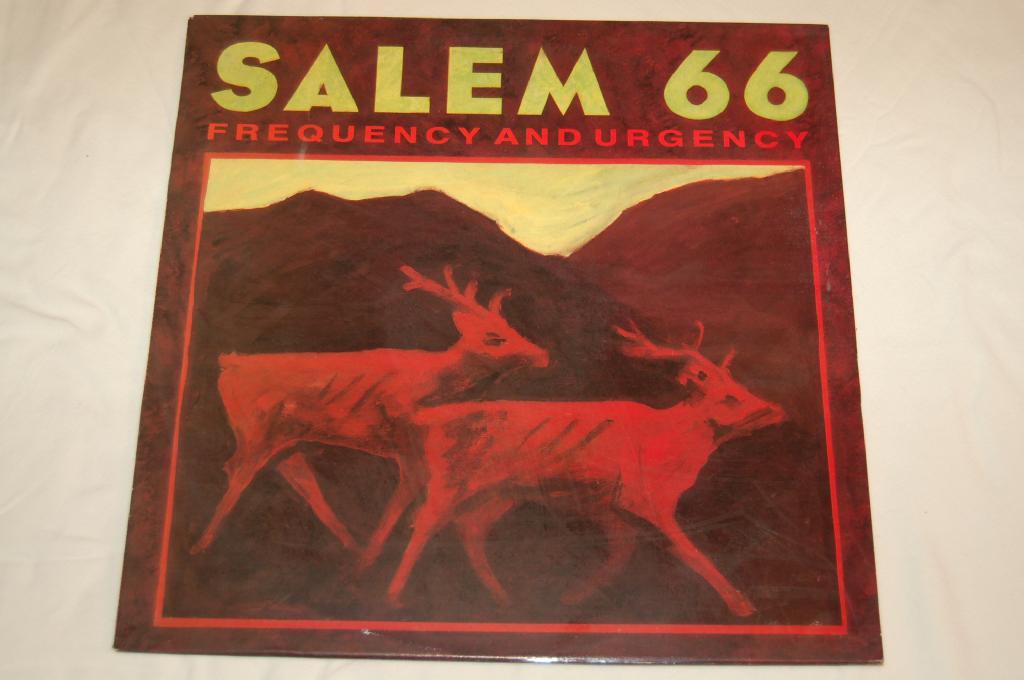 SALEM 66
FREQUENCY AND URGENCY